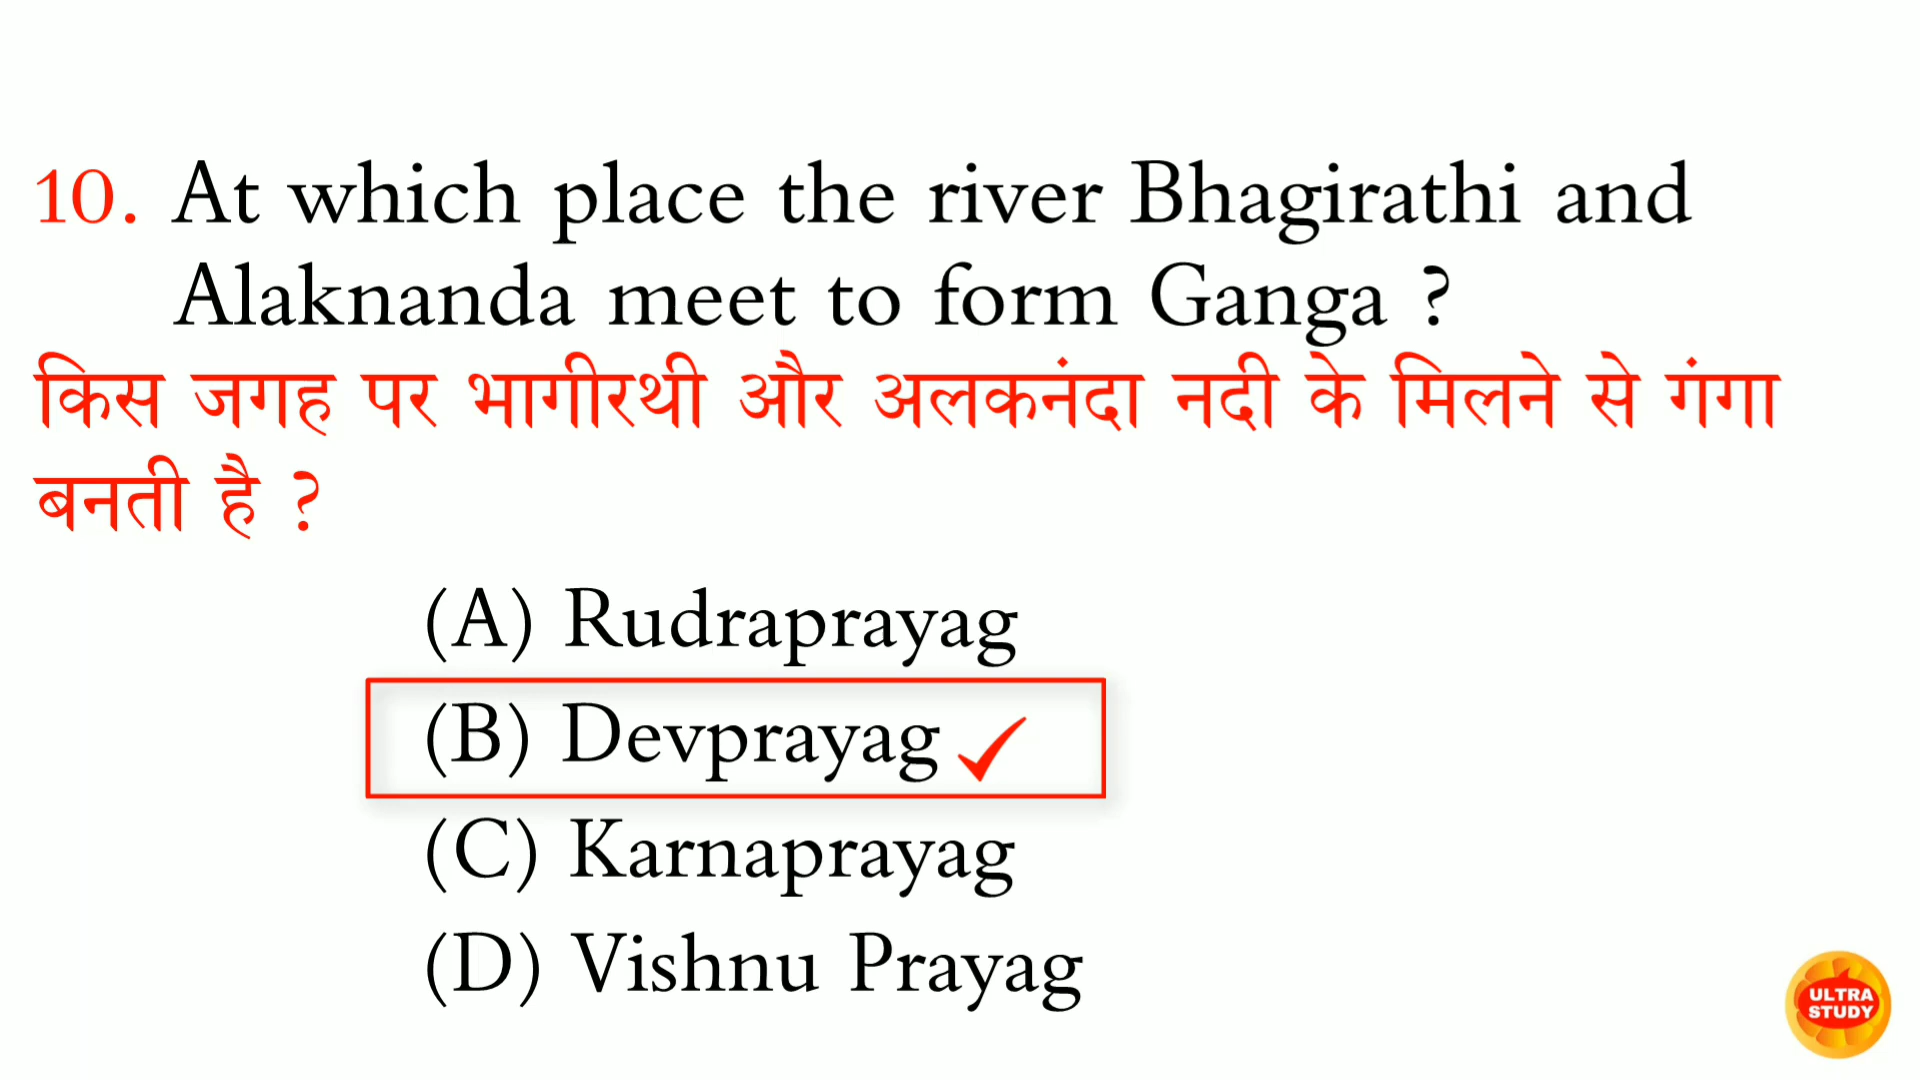 10. At which place the river Bhagirathi and
Alaknanda meet to form Ganga ?
किस जगह पर भागीरथी और अलकनंदा नदी के मिलने से गंगा
बनती है ?
(A) Rudraprayag
(B) Devprayag
(C) Karnaprayag
(D) Vishnu Prayag
ULTRA
STUDY